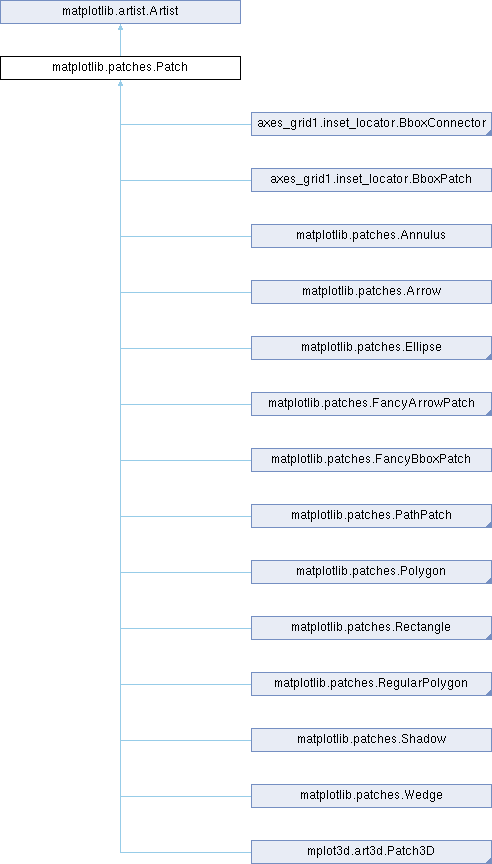 matplotlib.artist.Artist
matplotlib.patches.Patch
axes_grid1.inset_locator.BboxConnector
axes_grid1.inset_locator.BboxPatch
matplotlib.patches.Annulus
matplotlib.patches.Arrow
matplotlib.patches.Ellipse
matplotlib.patches.FancyArrowPatch
matplotlib.patches.FancyBboxPatch
matplotlib.patches.PathPatch
matplotlib.patches.Polygon
matplotlib.patches.Rectangle
matplotlib.patches.RegularPolygon
matplotlib.patches.Shadow
matplotlib.patches.Wedge
mplot3d.art3d.Patch3D